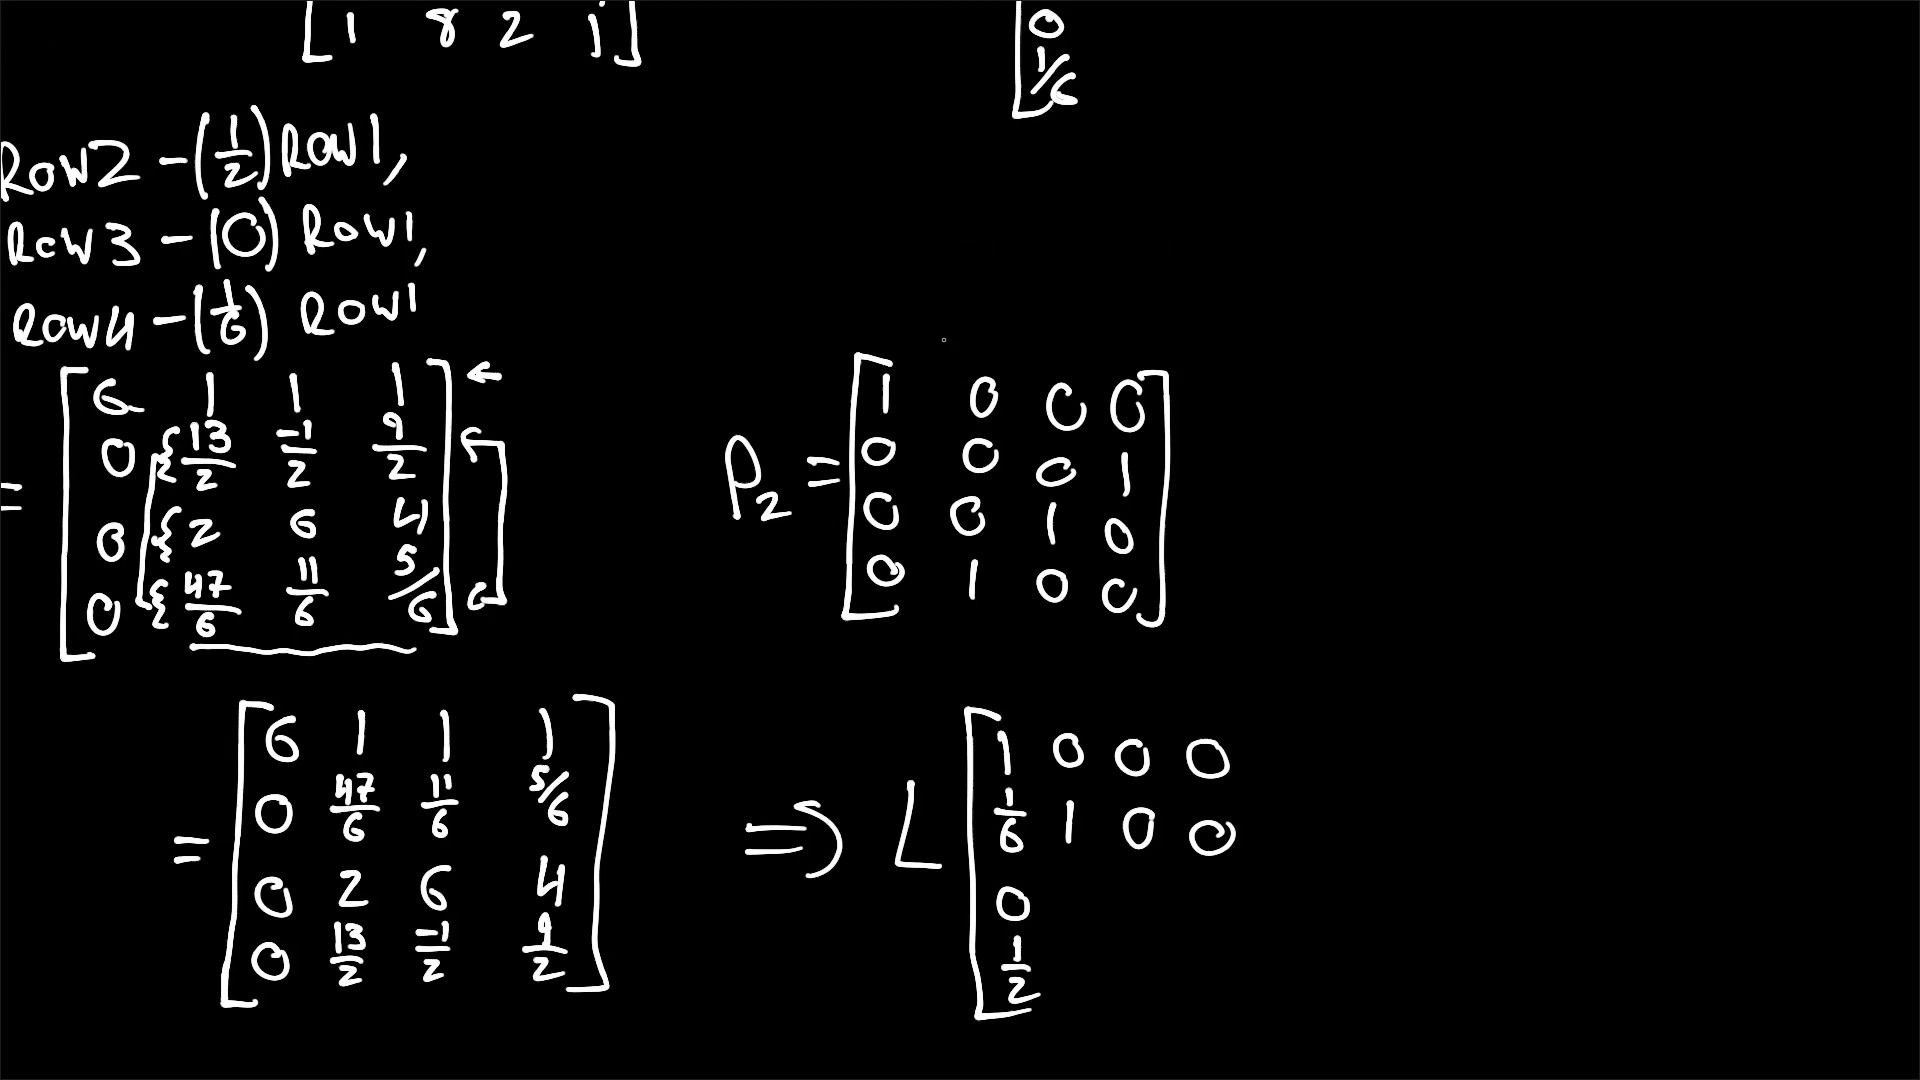 [1 8 2 1]
[0
1/6
Row2 - (1/2) Row1,
Row3 - (0) Row1,
Row4 - (1/6) Row1
= [6 1 1 1] ←
0 {13/2 -1/2 9/2
0 {2 6 4
0 {47/6 11/6 5/6]
P2 = [1 0 0 0
0 0 0 1
0 0 1 0
0 1 0 0]
= [6 1 1 1
0 47/6 11/6 5/6
0 2 6 4
0 13/2 -1/2 9/2]
⇒ L [1 0 0 0
1/6 1 0 0
0
1/2